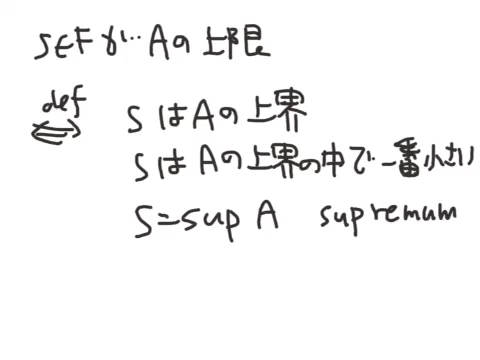 s∈Fが Aの上限
def
⇔ sはAの上界
sはAの上界の中で一番小さい
s=sup A supremum